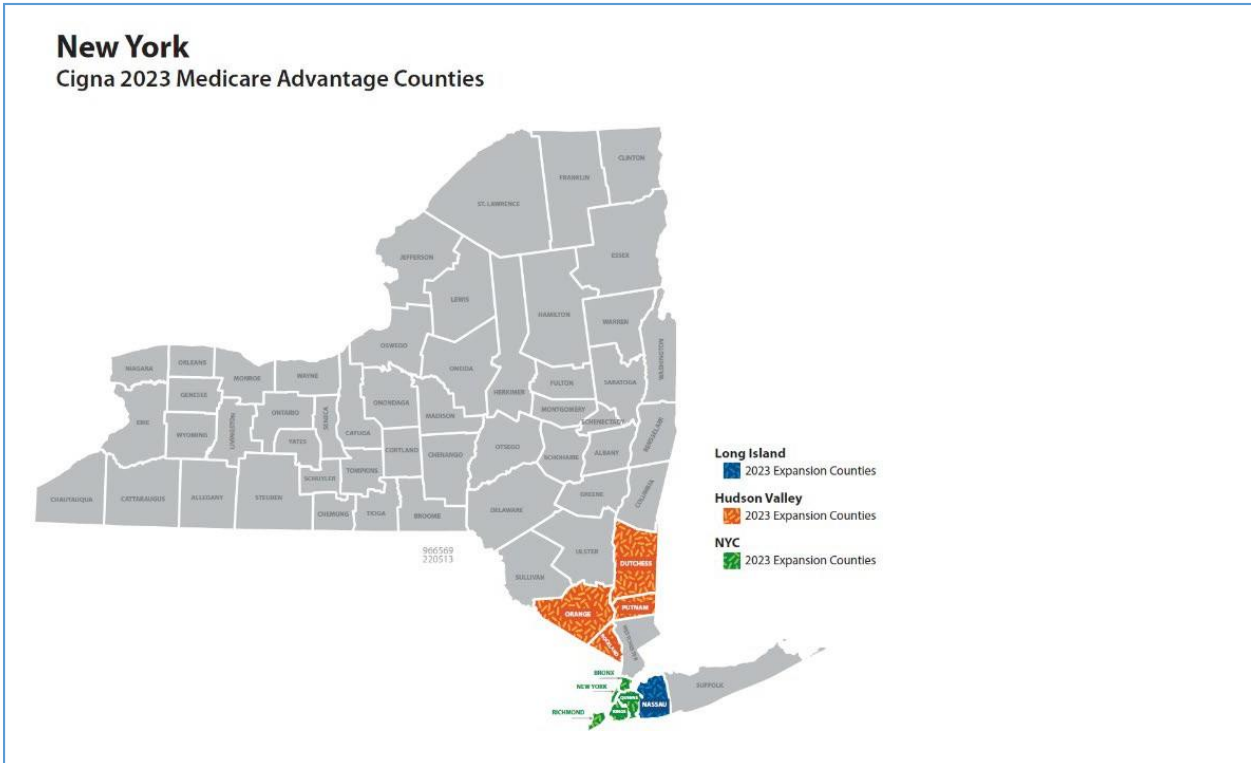 New York
Cigna 2023 Medicare Advantage Counties
CLINTON
FRANKLIN
ST. LAWRENCE
ESSEX
JEFFERSON
LEWIS
HAMILTON
WARREN
WASHINGTON
OSWEGO
ONEIDA
HERKIMER
FULTON
SARATOGA
NIAGARA
ORLEANS
MONROE
WAYNE
GENESEE
ONONDAGA
MADISON
MONTGOMERY
SCHENECTADY
ERIE
WYOMING
LIVINGSTON
ONTARIO
YATES
SENECA
CAYUGA
CORTLAND
CHENANGO
OTSEGO
SCHOHARIE
ALBANY
RENSSELAER
CHAUTAUQUA
CATTARAUGUS
ALLEGANY
STEUBEN
SCHUYLER
TOMPKINS
CHEMUNG
TIOGA
BROOME
DELAWARE
GREENE
COLUMBIA
Long Island
2023 Expansion Counties
Hudson Valley
2023 Expansion Counties
NYC
2023 Expansion Counties
966569
220513
SULLIVAN
ULSTER
DUTCHESS
ORANGE
PUTNAM
ROCKLAND
WESTCHESTER
BRONX
NEW YORK
QUEENS
KINGS
RICHMOND
NASSAU
SUFFOLK